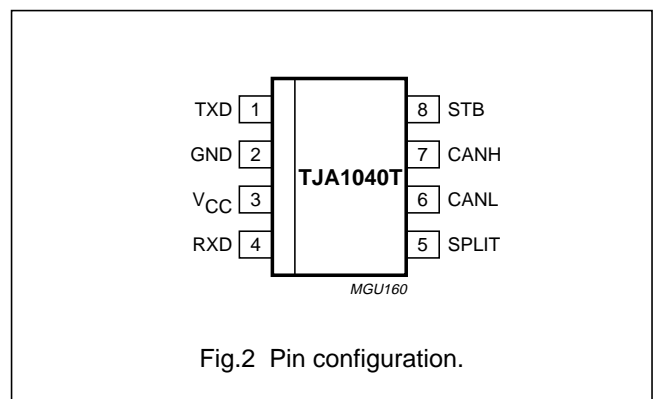 TXD 1 8 STB
GND 2 7 CANH
TJA1040T
VCC 3 6 CANL
RXD 4 5 SPLIT
MGU160
Fig.2 Pin configuration.